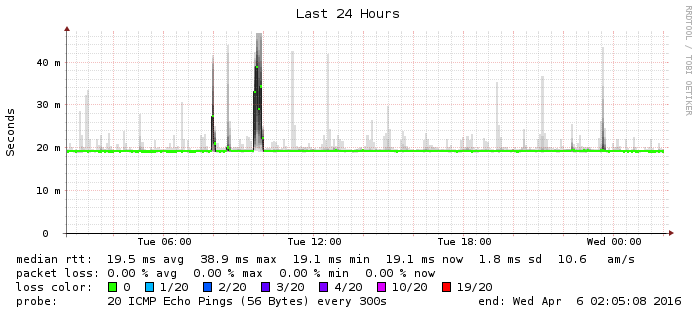 Last 24 Hours
RRDTOOL / TOBI OETIKER
Seconds
40 m
30 m
20 m
10 m
0
Tue 06:00 Tue 12:00 Tue 18:00 Wed 00:00
median rtt: 19.5 ms avg 38.9 ms max 19.1 ms min 19.1 ms now 1.8 ms sd 10.6 am/s
packet loss: 0.00 % avg 0.00 % max 0.00 % min 0.00 % now
loss color: 0 1/20 2/20 3/20 4/20 10/20 19/20
probe: 20 ICMP Echo Pings (56 Bytes) every 300s end: Wed Apr 6 02:05:08 2016